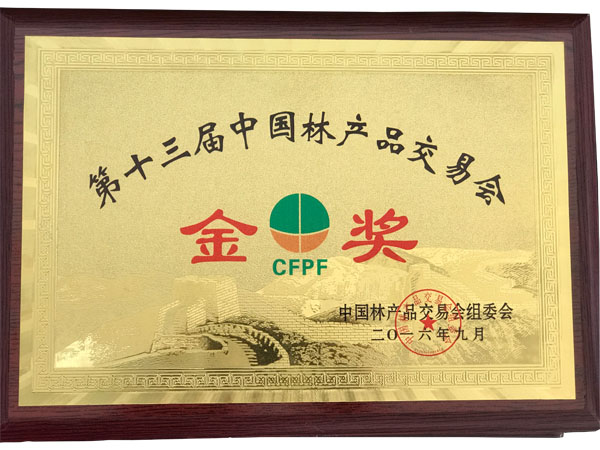 第十三届中国林产品交易会
金奖
CFPF
中国林产品交易会组委会
二〇一六年九月